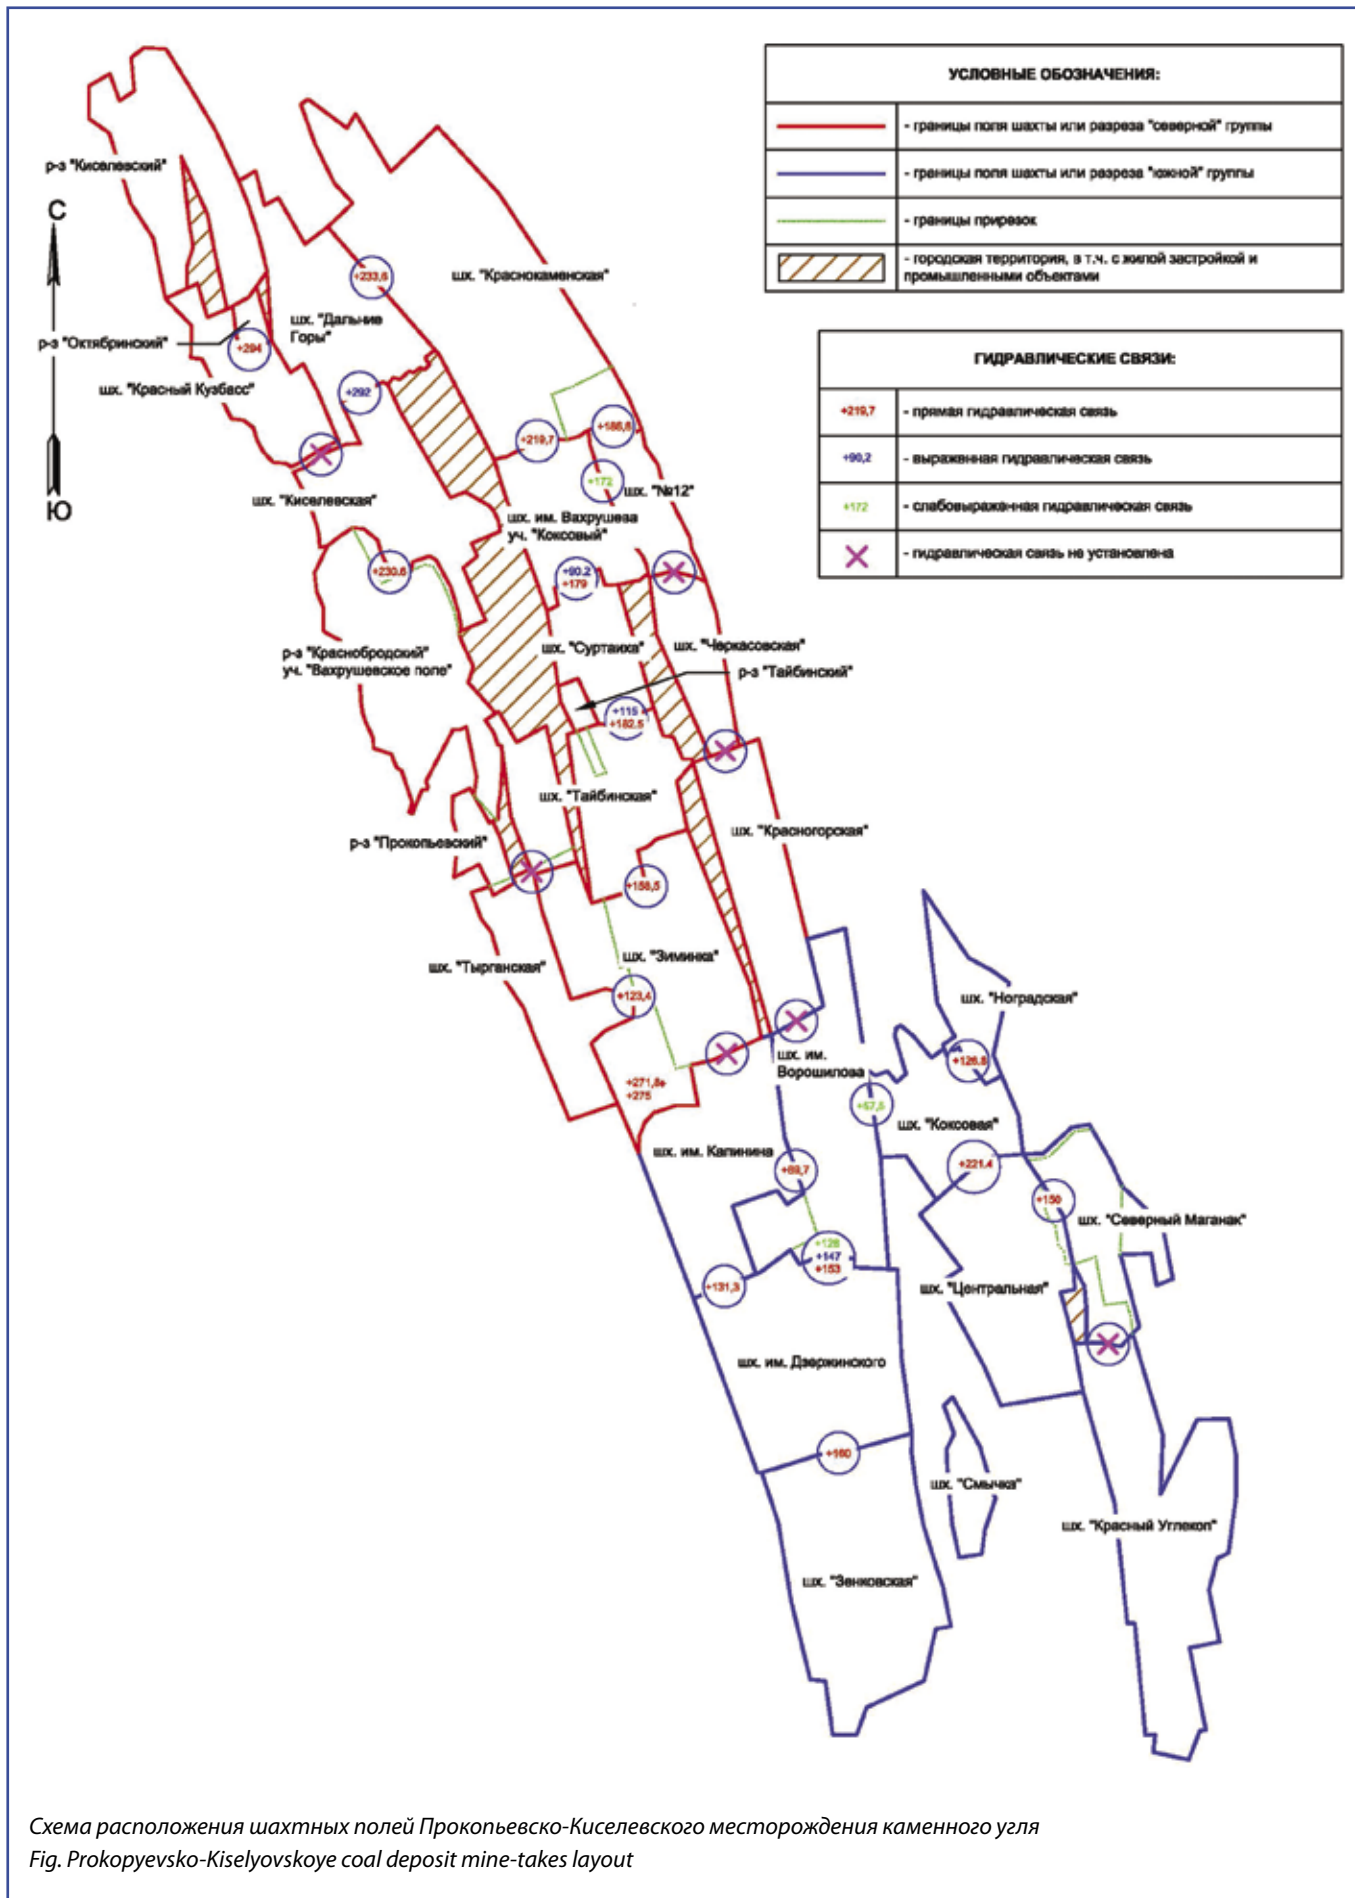 УСЛОВНЫЕ ОБОЗНАЧЕНИЯ:
- границы поля шахты или разреза "северной" группы
- границы поля шахты или разреза "южной" группы
- границы прирезок
- городская территория, в т.ч. с жилой застройкой и
промышленными объектами
ГИДРАВЛИЧЕСКИЕ СВЯЗИ:
+219,7 - прямая гидравлическая связь
+90,2 - выраженная гидравлическая связь
+172 - слабовыраженная гидравлическая связь
- гидравлическая связь не установлена
С
Ю
р-з "Киселевский"
шх. "Краснокаменская"
+233,6
шх. "Дальние
Горы"
р-з "Октябринский"
+294
шх. "Красный Кузбасс"
+292
+219,7
+186,6
+172
шх. "№12"
шх. "Киселевская"
шх. им. Вахрушева
уч. "Коксовый"
+230.6
+90.2
+179
р-з "Краснобродский"
уч. "Вахрушевское поле"
шх. "Суртаиха"
шх. "Черкасовская"
р-з "Тайбинский"
+115
+182.5
шх. "Тайбинская"
шх. "Красногорская"
р-з "Прокопьевский"
+158,5
шх. "Зиминка"
шх. "Тырганская"
+123,4
шх. "Ноградская"
шх. им.
Ворошилова
+126.8
+271,8
+275
+57,5
шх. "Коксовая"
шх. им. Калинина
+69,7
+221.4
+150
шх. "Северный Маганак"
+128
+147
+153
+131,3
шх. "Центральная"
шх. им. Дзержинского
+160
шх. "Смычка"
шх. "Красный Углекоп"
шх. "Зенковская"
Схема расположения шахтных полей Прокопьевско-Киселевского месторождения каменного угля
Fig. Prokopyevsko-Kiselyovskoye coal deposit mine-takes layout